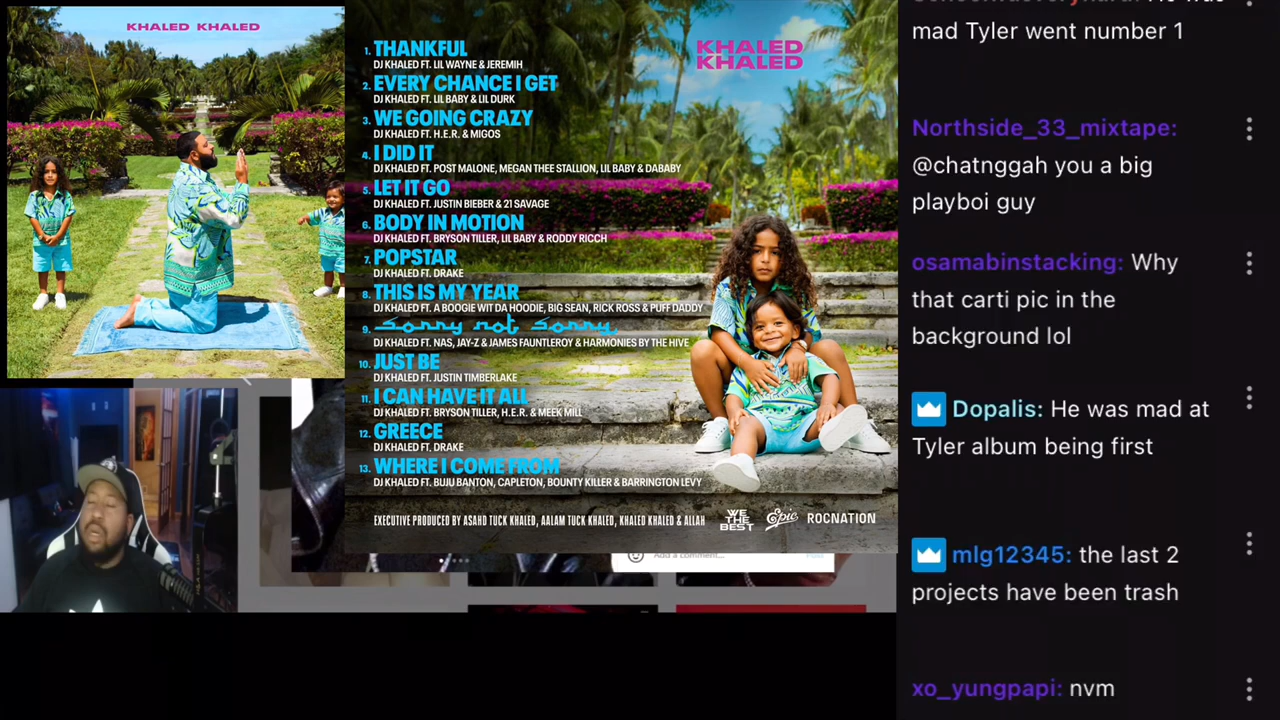 KHALED KHALED
KHALED
KHALED
1. THANKFUL
DJ KHALED FT. LIL WAYNE & JEREMIH
2. EVERY CHANCE I GET
DJ KHALED FT. LIL BABY & LIL DURK
3. WE GOING CRAZY
DJ KHALED FT. H.E.R. & MIGOS
4. I DID IT
DJ KHALED FT. POST MALONE, MEGAN THEE STALLION, LIL BABY & DABABY
5. LET IT GO
DJ KHALED FT. JUSTIN BIEBER & 21 SAVAGE
6. BODY IN MOTION
DJ KHALED FT. BRYSON TILLER, LIL BABY & RODDY RICCH
7. POPSTAR
DJ KHALED FT. DRAKE
8. THIS IS MY YEAR
DJ KHALED FT. A BOOGIE WIT DA HOODIE, BIG SEAN, RICK ROSS & PUFF DADDY
9. sorry not sorry
DJ KHALED FT. NAS, JAY-Z & JAMES FAUNTLEROY & HARMONIES BY THE HIVE
10. JUST BE
DJ KHALED FT. JUSTIN TIMBERLAKE
11. I CAN HAVE IT ALL
DJ KHALED FT. BRYSON TILLER, H.E.R. & MEEK MILL
12. GREECE
DJ KHALED FT. DRAKE
13. WHERE I COME FROM
DJ KHALED FT. BUJU BANTON, CAPLETON, BOUNTY KILLER & BARRINGTON LEVY
EXECUTIVE PRODUCED BY ASAHD TUCK KHALED, AALAM TUCK KHALED, KHALED KHALED & ALLAH
WE
THE
BEST
Epic
ROCNATION
Add a comment...
Post
mad Tyler went number 1
Northside_33_mixtape:
@chatnggah you a big
playboi guy
osamabinstacking: Why
that carti pic in the
background lol
Dopalis: He was mad at
Tyler album being first
mlg12345: the last 2
projects have been trash
xo_yungpapi: nvm